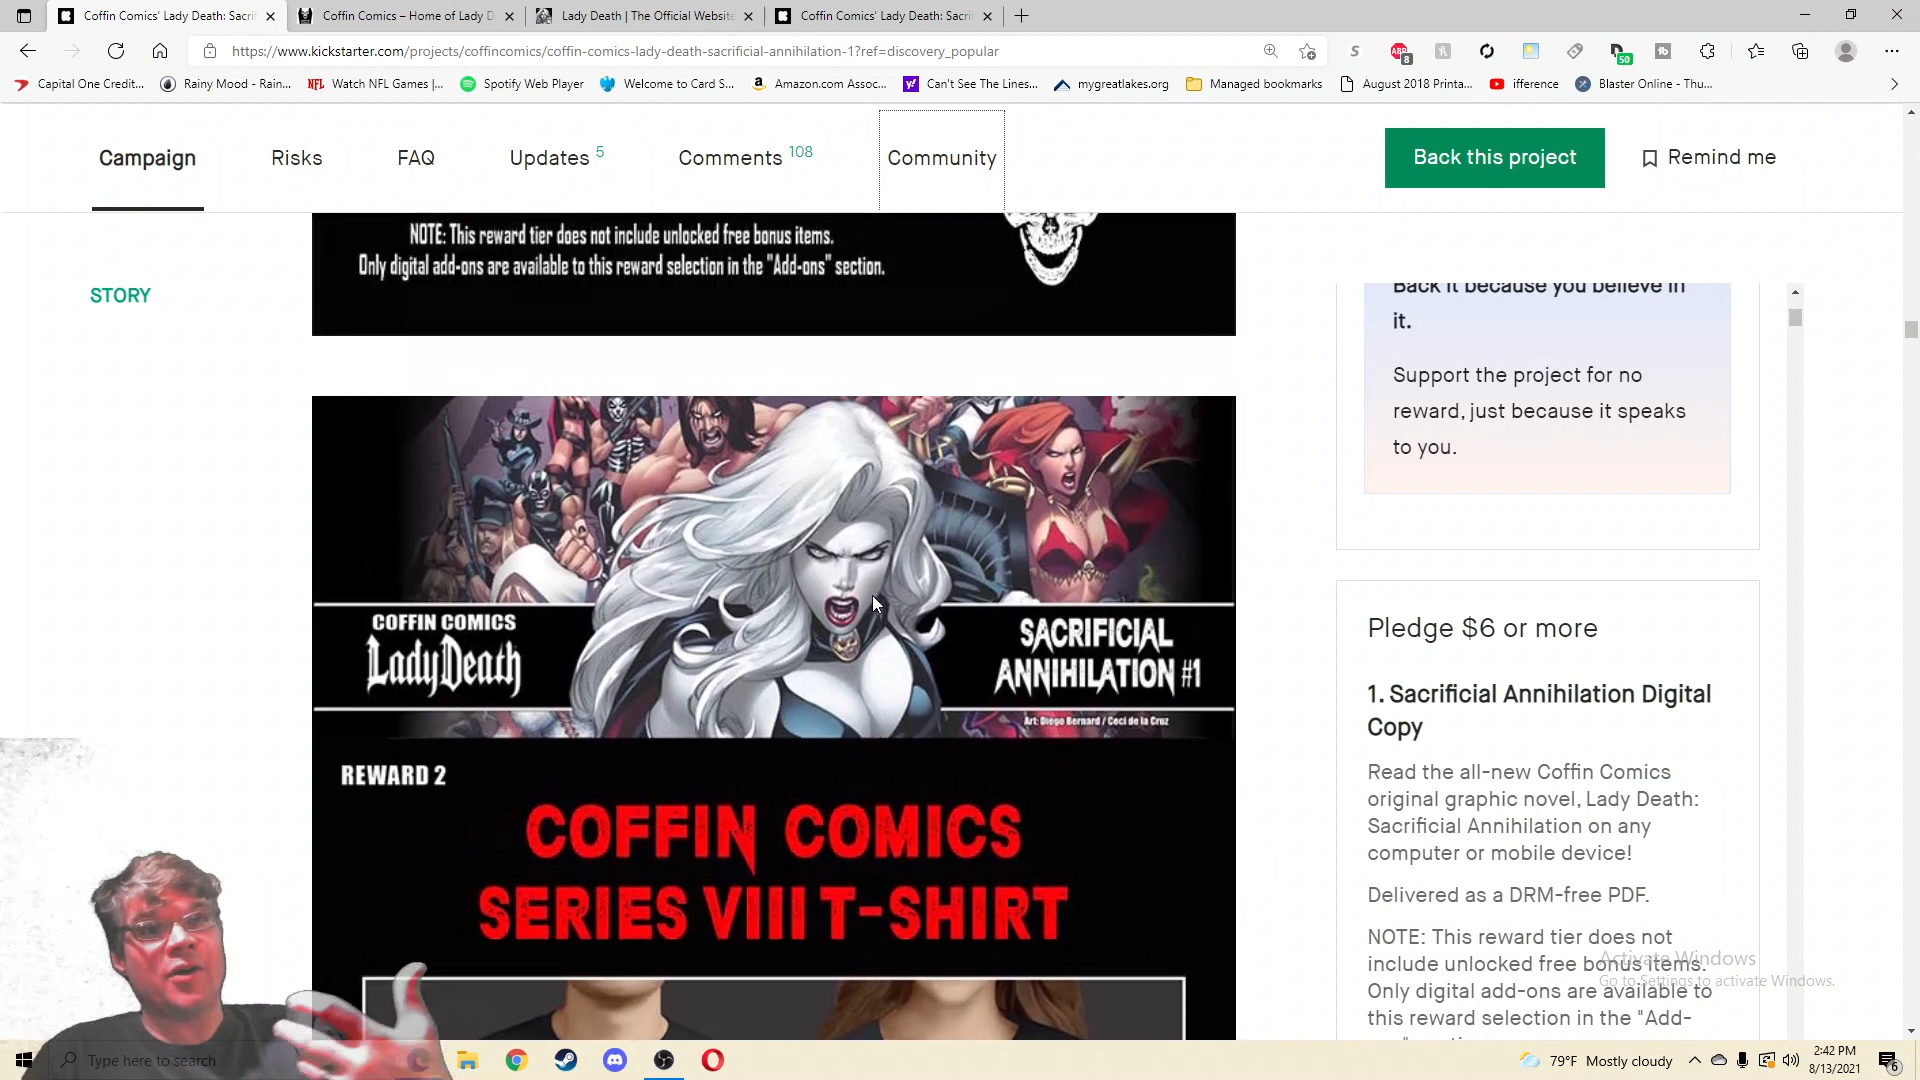 Coffin Comics' Lady Death: Sacrif
Coffin Comics – Home of Lady D
Lady Death | The Official Website
Coffin Comics' Lady Death: Sacri
https://www.kickstarter.com/projects/coffincomics/coffin-comics-lady-death-sacrificial-annihilation-1?ref=discovery_popular
ABP
8
50
Capital One Credit...
Rainy Mood - Rain...
Watch NFL Games |...
Spotify Web Player
Welcome to Card S...
Amazon.com Assoc...
Can't See The Lines...
mygreatlakes.org
Managed bookmarks
August 2018 Printa...
ifference
Blaster Online - Thu...
Campaign
Risks
FAQ
Updates 5
Comments 108
Community
Back this project
Remind me
NOTE: This reward tier does not include unlocked free bonus items.
Only digital add-ons are available to this reward selection in the "Add-ons" section.
STORY
COFFIN COMICS
Lady Death
SACRIFICIAL
ANNIHILATION #1
Art: Diego Bernard / Ceci de la Cruz
REWARD 2
COFFIN COMICS
SERIES VIII T-SHIRT
Back it because you believe in
it.
Support the project for no
reward, just because it speaks
to you.
Pledge $6 or more
1. Sacrificial Annihilation Digital
Copy
Read the all-new Coffin Comics
original graphic novel, Lady Death:
Sacrificial Annihilation on any
computer or mobile device!
Delivered as a DRM-free PDF.
NOTE: This reward tier does not
include unlocked free bonus items.
Only digital add-ons are available to
this reward selection in the "Add-
Activate Windows
Go to Settings to activate Windows.
Type here to search
79°F Mostly cloudy
2:42 PM
8/13/2021
6